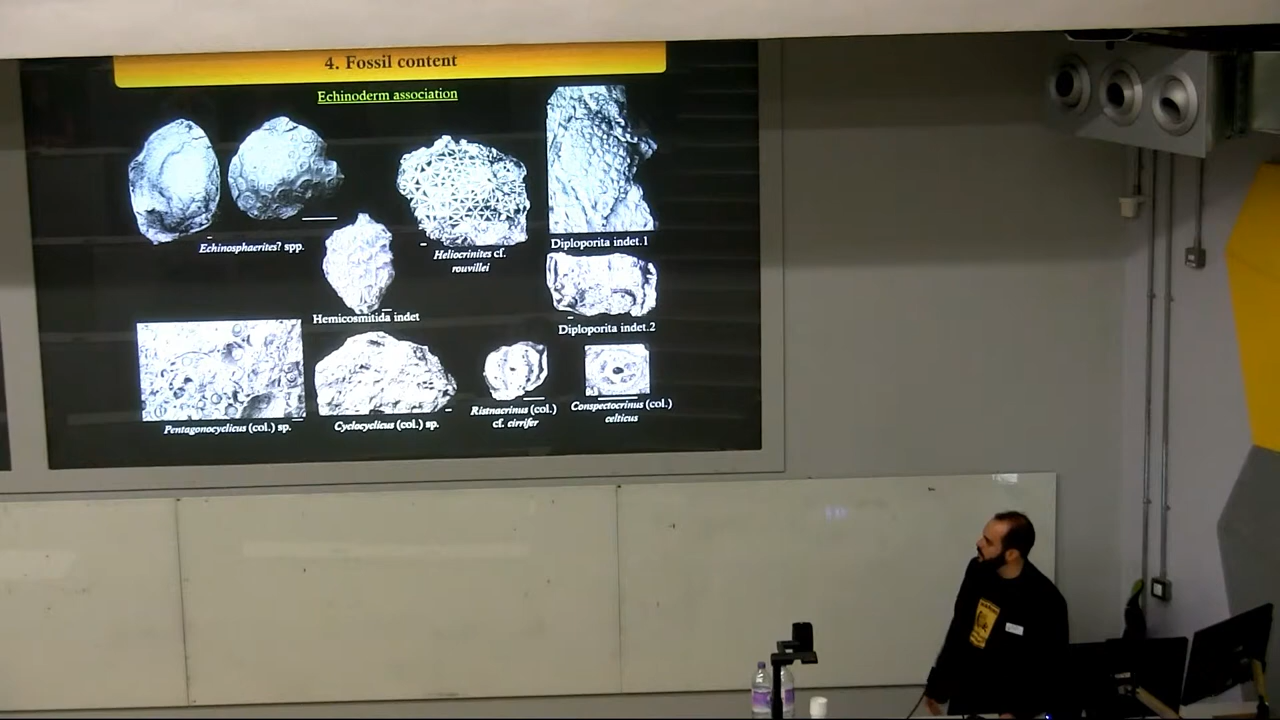 4. Fossil content
Echinoderm association
Echinosphaerites? spp.
Heliocrinites cf.
rouvillei
Diploporita indet.1
Hemicosmitida indet
Diploporita indet.2
Pentagonocyclicus (col.) sp.
Cyclocyclicus (col.) sp.
Ristnacrinus (col.)
cf. cirrifer
Conspectocrinus (col.)
celticus